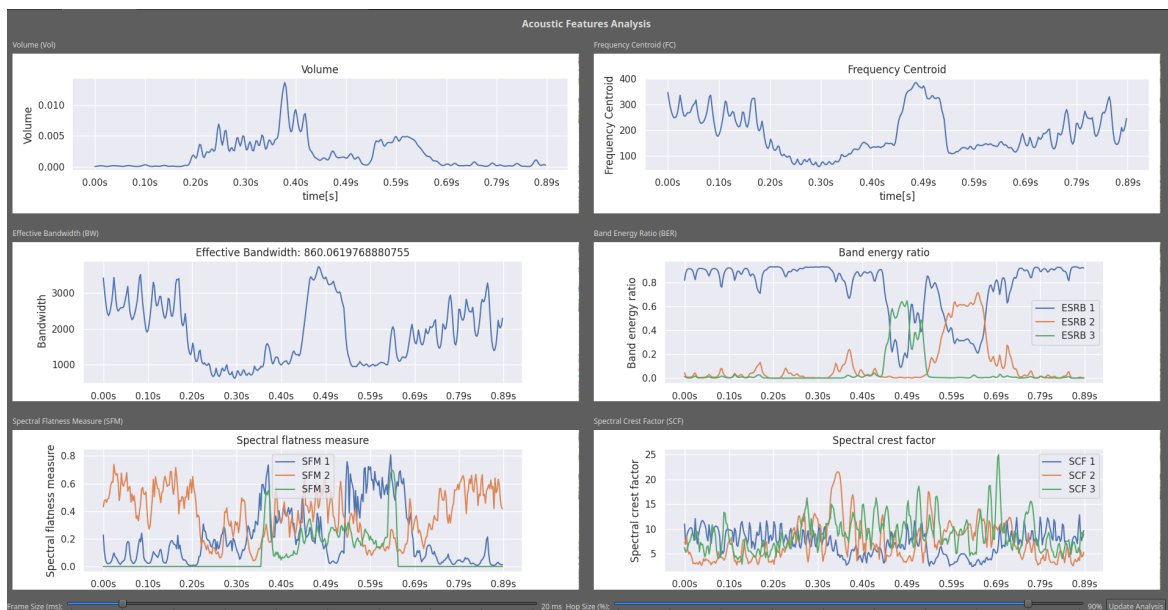 Acoustic Features Analysis
Volume (Vol)
Volume
Volume
0.010
0.005
0.000
0.00s 0.10s 0.20s 0.30s 0.40s 0.49s 0.59s 0.69s 0.79s 0.89s
time[s]
Frequency Centroid (FC)
Frequency Centroid
Frequency Centroid
400
300
200
100
0.00s 0.10s 0.20s 0.30s 0.40s 0.49s 0.59s 0.69s 0.79s 0.89s
time[s]
Effective Bandwidth (BW)
Effective Bandwidth: 860.0619768880755
Bandwidth
3000
2000
1000
0.00s 0.10s 0.20s 0.30s 0.40s 0.49s 0.59s 0.69s 0.79s 0.89s
Band Energy Ratio (BER)
Band energy ratio
Band energy ratio
0.8
0.6
0.4
0.2
0.0
ESRB 1
ESRB 2
ESRB 3
0.00s 0.10s 0.20s 0.30s 0.40s 0.49s 0.59s 0.69s 0.79s 0.89s
Spectral Flatness Measure (SFM)
Spectral flatness measure
Spectral flatness measure
0.8
0.6
0.4
0.2
0.0
SFM 1
SFM 2
SFM 3
0.00s 0.10s 0.20s 0.30s 0.40s 0.49s 0.59s 0.69s 0.79s 0.89s
Spectral Crest Factor (SCF)
Spectral crest factor
Spectral crest factor
25
20
15
10
5
SCF 1
SCF 2
SCF 3
0.00s 0.10s 0.20s 0.30s 0.40s 0.49s 0.59s 0.69s 0.79s 0.89s
Frame Size (ms): 20 ms Hop Size (%): 90% Update Analysis